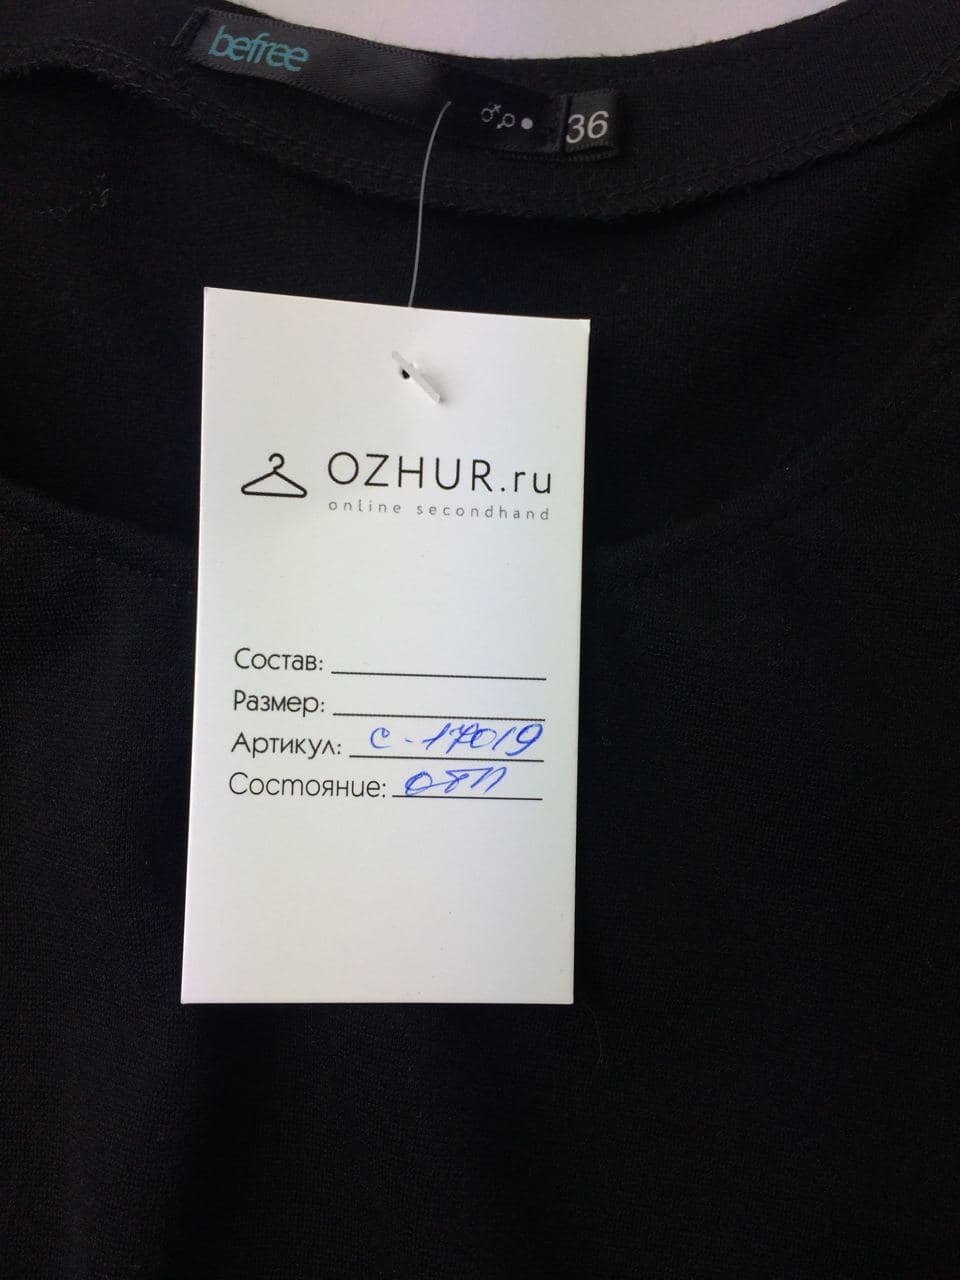 befree
36
OZHUR.ru
online secondhand
Состав:
Размер:
Артикул: С-17019
Состояние: отл